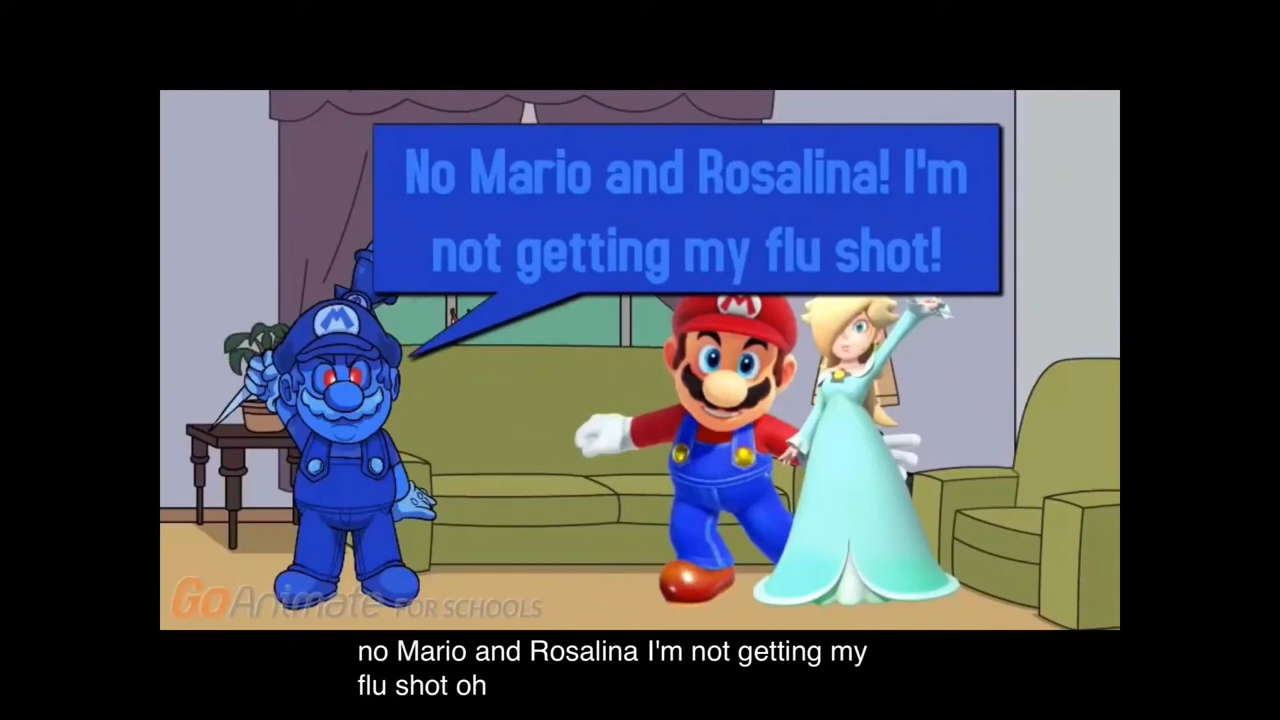 No Mario and Rosalina! I'm
not getting my flu shot!
M
M
GoAnimate FOR SCHOOLS
no Mario and Rosalina I'm not getting my
flu shot oh